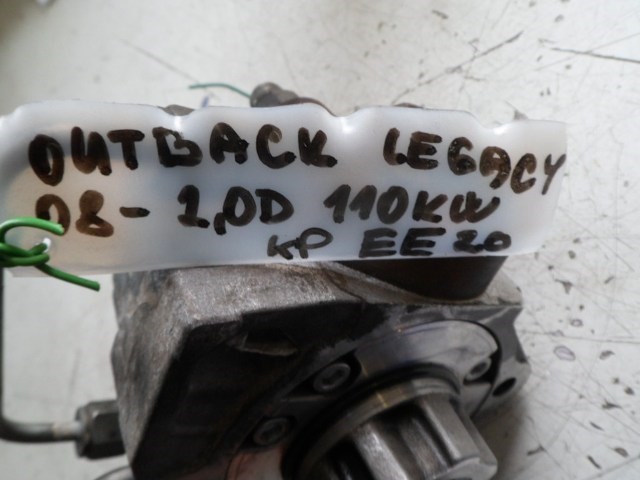 OUTBACK LEGACY
08- 2,0D 110KW
KP EE20